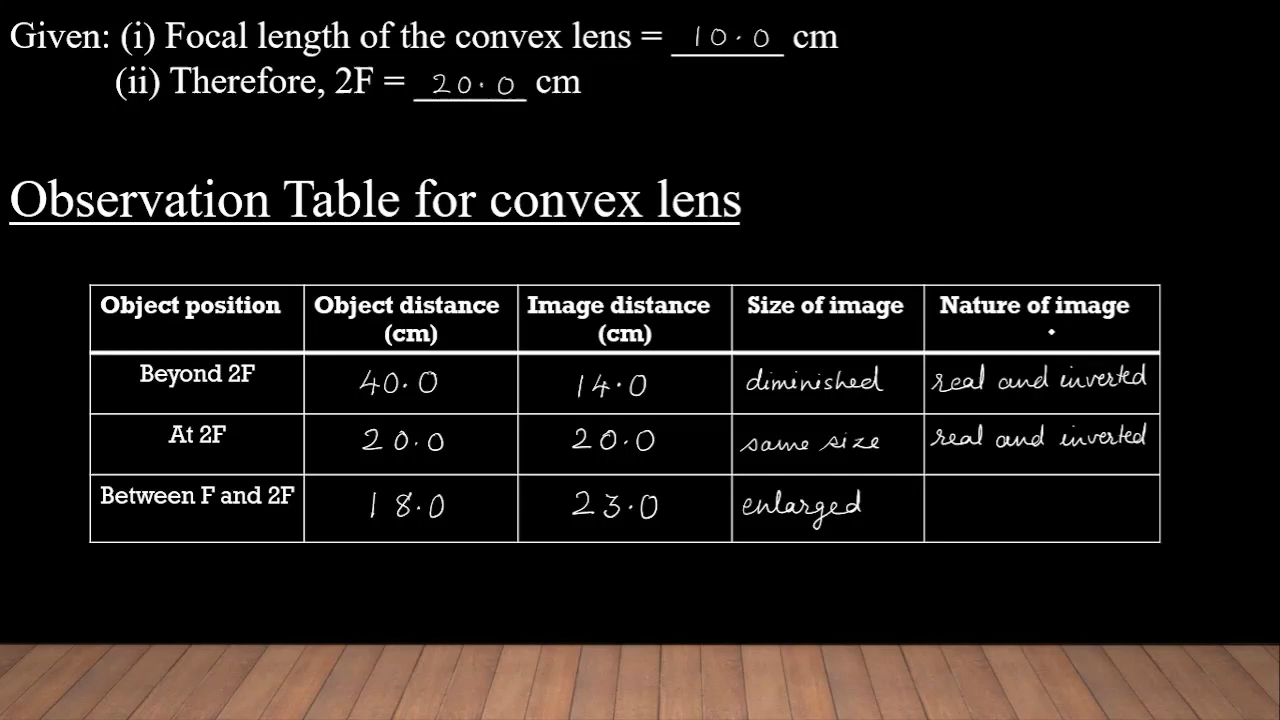 Given: (i) Focal length of the convex lens = 10.0 cm
(ii) Therefore, 2F = 20.0 cm
Observation Table for convex lens
Object position Object distance (cm) Image distance (cm) Size of image Nature of image
Beyond 2F 40.0 14.0 diminished real and inverted
At 2F 20.0 20.0 same size real and inverted
Between F and 2F 18.0 23.0 enlarged